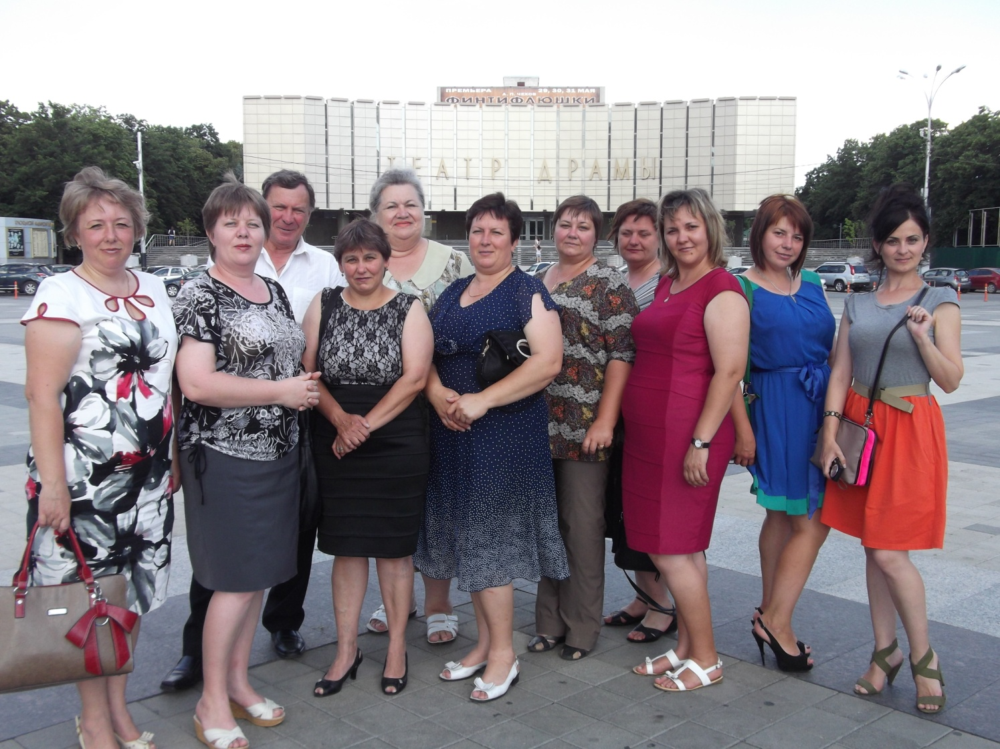 ПРЕМЬЕРА 29, 30, 31 МАЯ
А. П. ЧЕХОВ
ФИНТИФЛЮШКИ
ТЕАТР ДРАМЫ